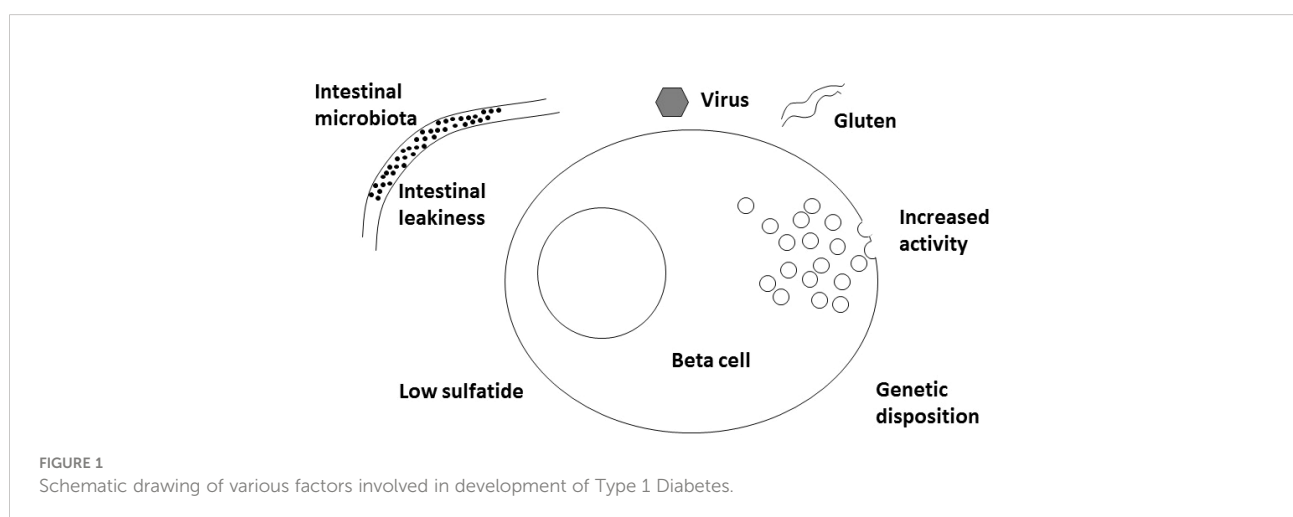 Intestinal
microbiota
Virus
Gluten
Intestinal
leakiness
Increased
activity
Beta cell
Low sulfatide
Genetic
disposition
FIGURE 1
Schematic drawing of various factors involved in development of Type 1 Diabetes.